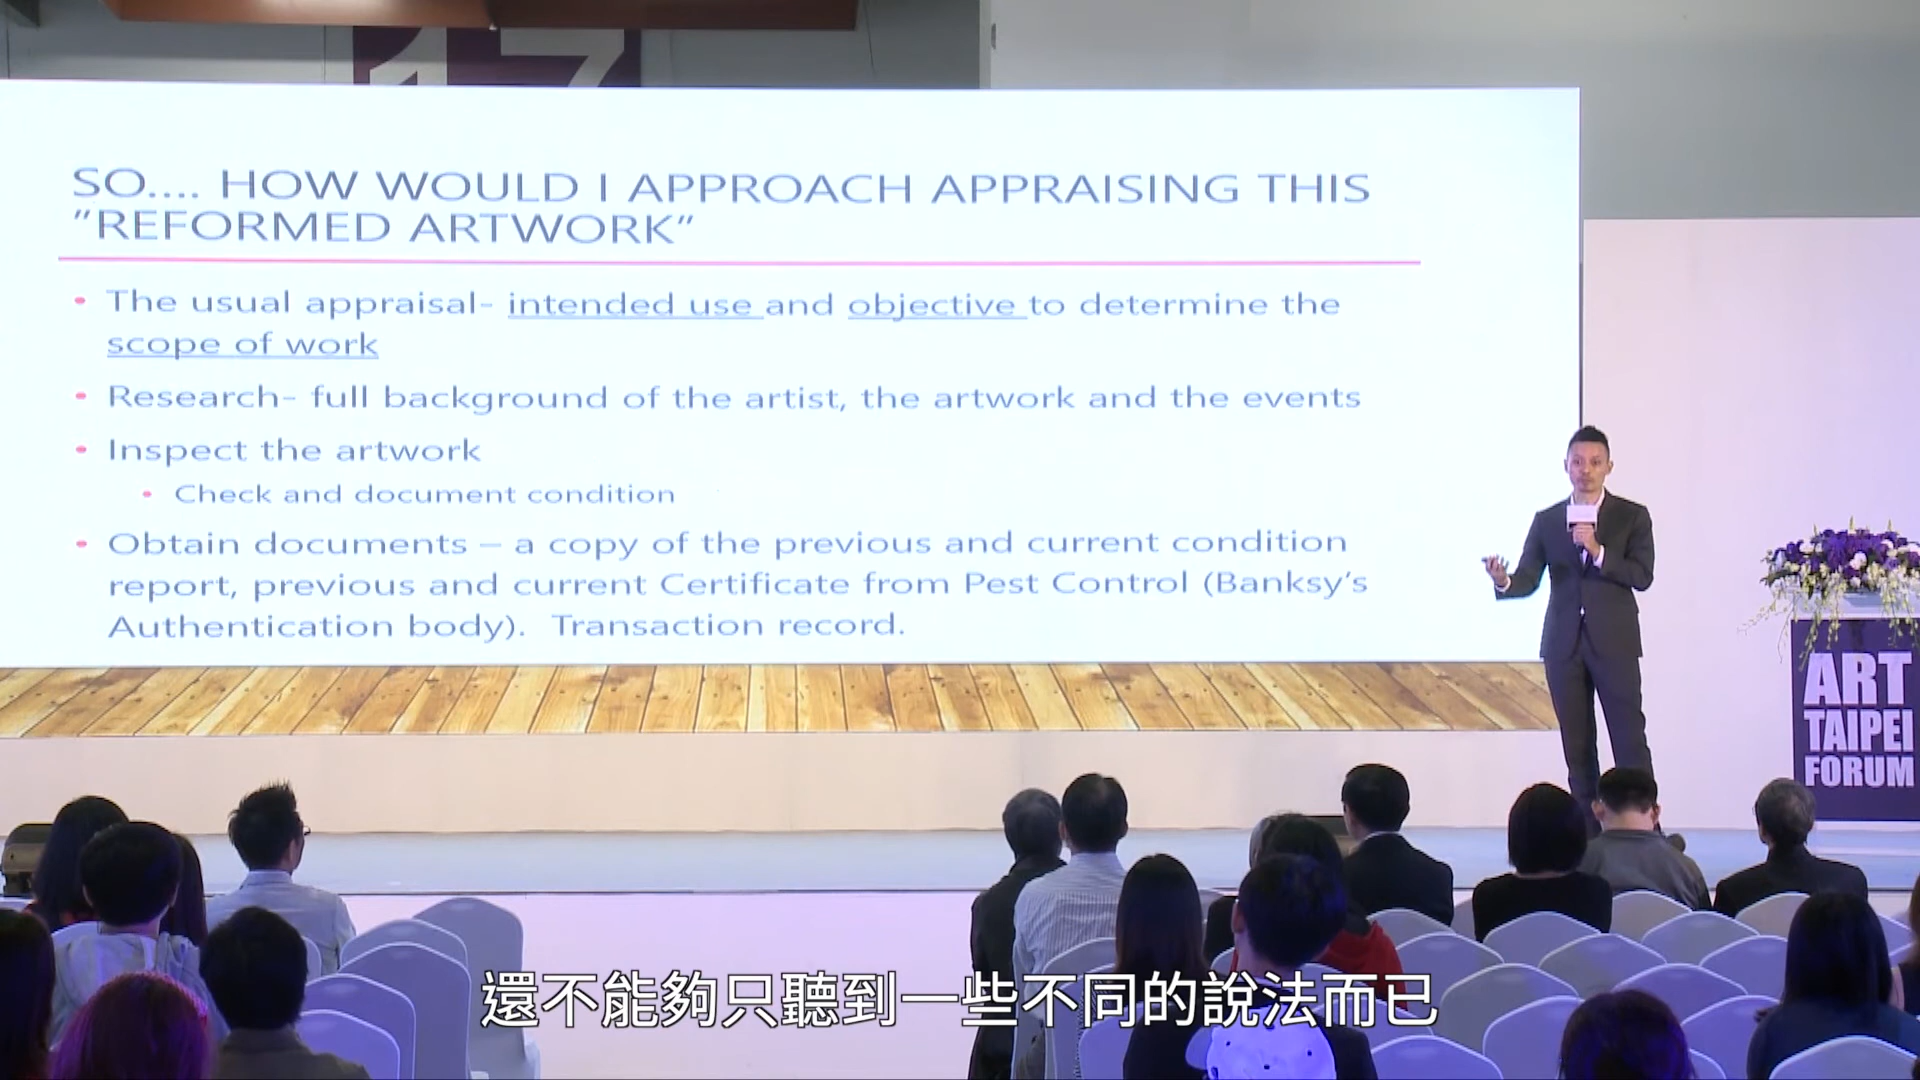 17
SO.... HOW WOULD I APPROACH APPRAISING THIS
"REFORMED ARTWORK"
• The usual appraisal- intended use and objective to determine the
scope of work
• Research- full background of the artist, the artwork and the events
• Inspect the artwork
• Check and document condition
• Obtain documents – a copy of the previous and current condition
report, previous and current Certificate from Pest Control (Banksy's
Authentication body). Transaction record.
ART
TAIPEI
FORUM
還不能夠只聽到一些不同的說法而已